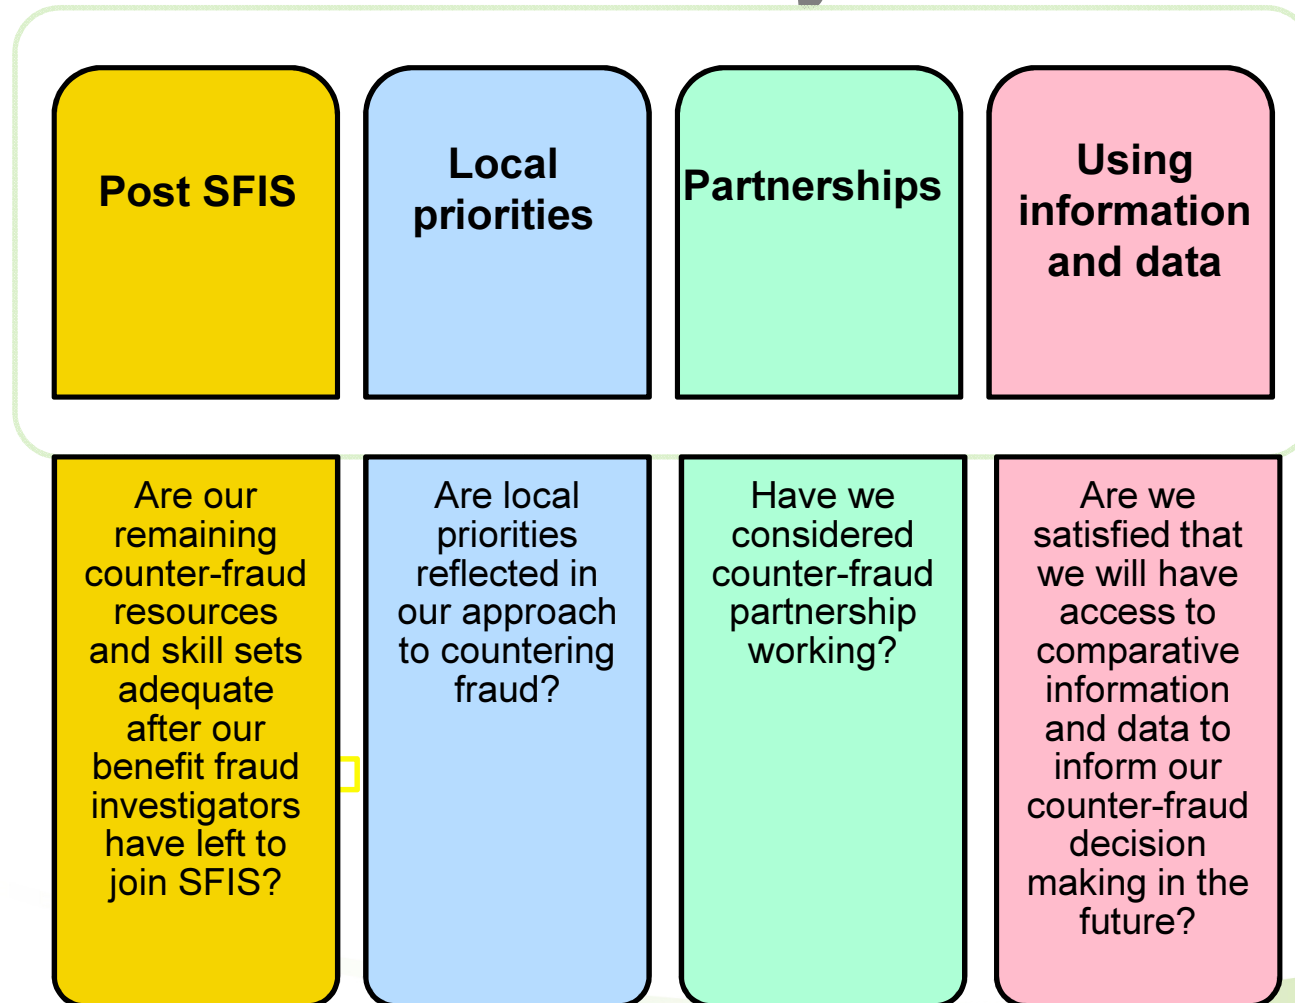 Post SFIS
Local
priorities
Partnerships
Using
information
and data
Are our
remaining
counter-fraud
resources
and skill sets
adequate
after our
benefit fraud
investigators
have left to
join SFIS?
Are local
priorities
reflected in
our approach
to countering
fraud?
Have we
considered
counter-fraud
partnership
working?
Are we
satisfied that
we will have
access to
comparative
information
and data to
inform our
counter-fraud
decision
making in the
future?